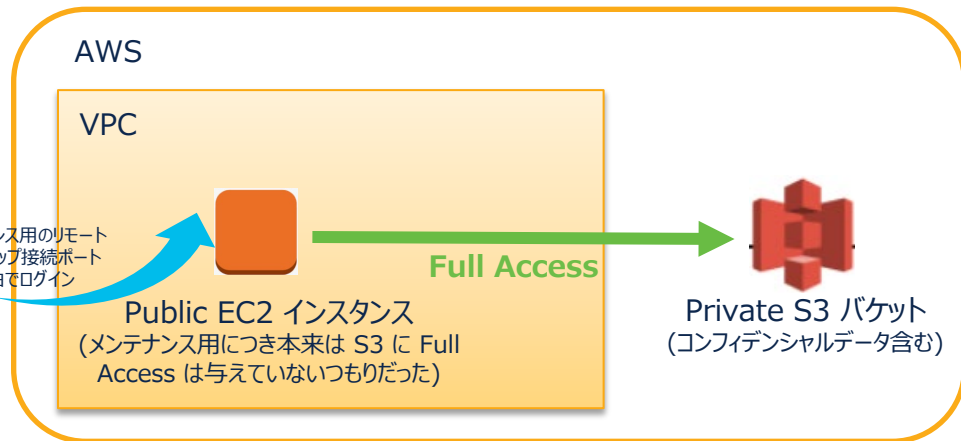 AWS
VPC
ンス用のリモート
ップ接続ポート
でログイン
Full Access
Public EC2 インスタンス
(メンテナンス用につき本来は S3 に Full
Access は与えていないつもりだった)
Private S3 バケット
(コンフィデンシャルデータ含む)